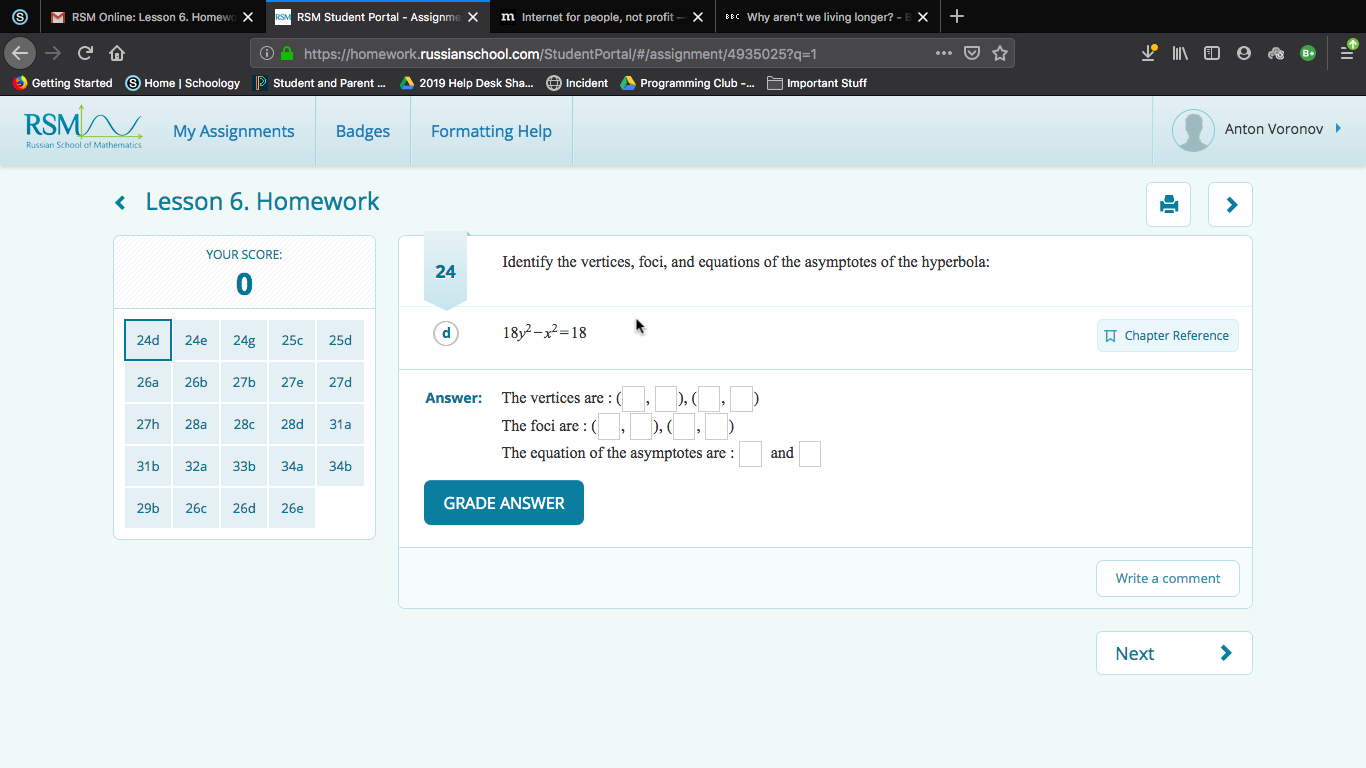 RSM Online: Lesson 6. Homewo
RSM Student Portal - Assignme
m Internet for people, not profit —
BBC Why aren't we living longer? - B
https://homework.russianschool.com/StudentPortal/#/assignment/4935025?q=1
B+
Getting Started
S Home | Schoology
Student and Parent ...
2019 Help Desk Sha...
Incident
Programming Club -...
Important Stuff
RSM
Russian School of Mathematics
My Assignments
Badges
Formatting Help
Anton Voronov
Lesson 6. Homework
YOUR SCORE:
0
24d 24e 24g 25c 25d
26a 26b 27b 27e 27d
27h 28a 28c 28d 31a
31b 32a 33b 34a 34b
29b 26c 26d 26e
24
Identify the vertices, foci, and equations of the asymptotes of the hyperbola:
d
18y²−x²=18
Chapter Reference
Answer:
The vertices are : ( , ), ( , )
The foci are : ( , ), ( , )
The equation of the asymptotes are : and
GRADE ANSWER
Write a comment
Next